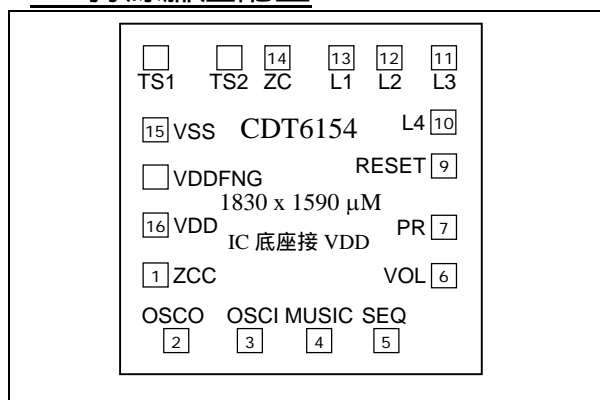 14 13 12 11
TS1 TS2 ZC L1 L2 L3
15 VSS CDT6154 L4 10
VDDFNG RESET 9
1830 x 1590 μM
16 VDD PR 7
IC 底座接 VDD
1 ZCC VOL 6
OSCO OSCI MUSIC SEQ
2 3 4 5